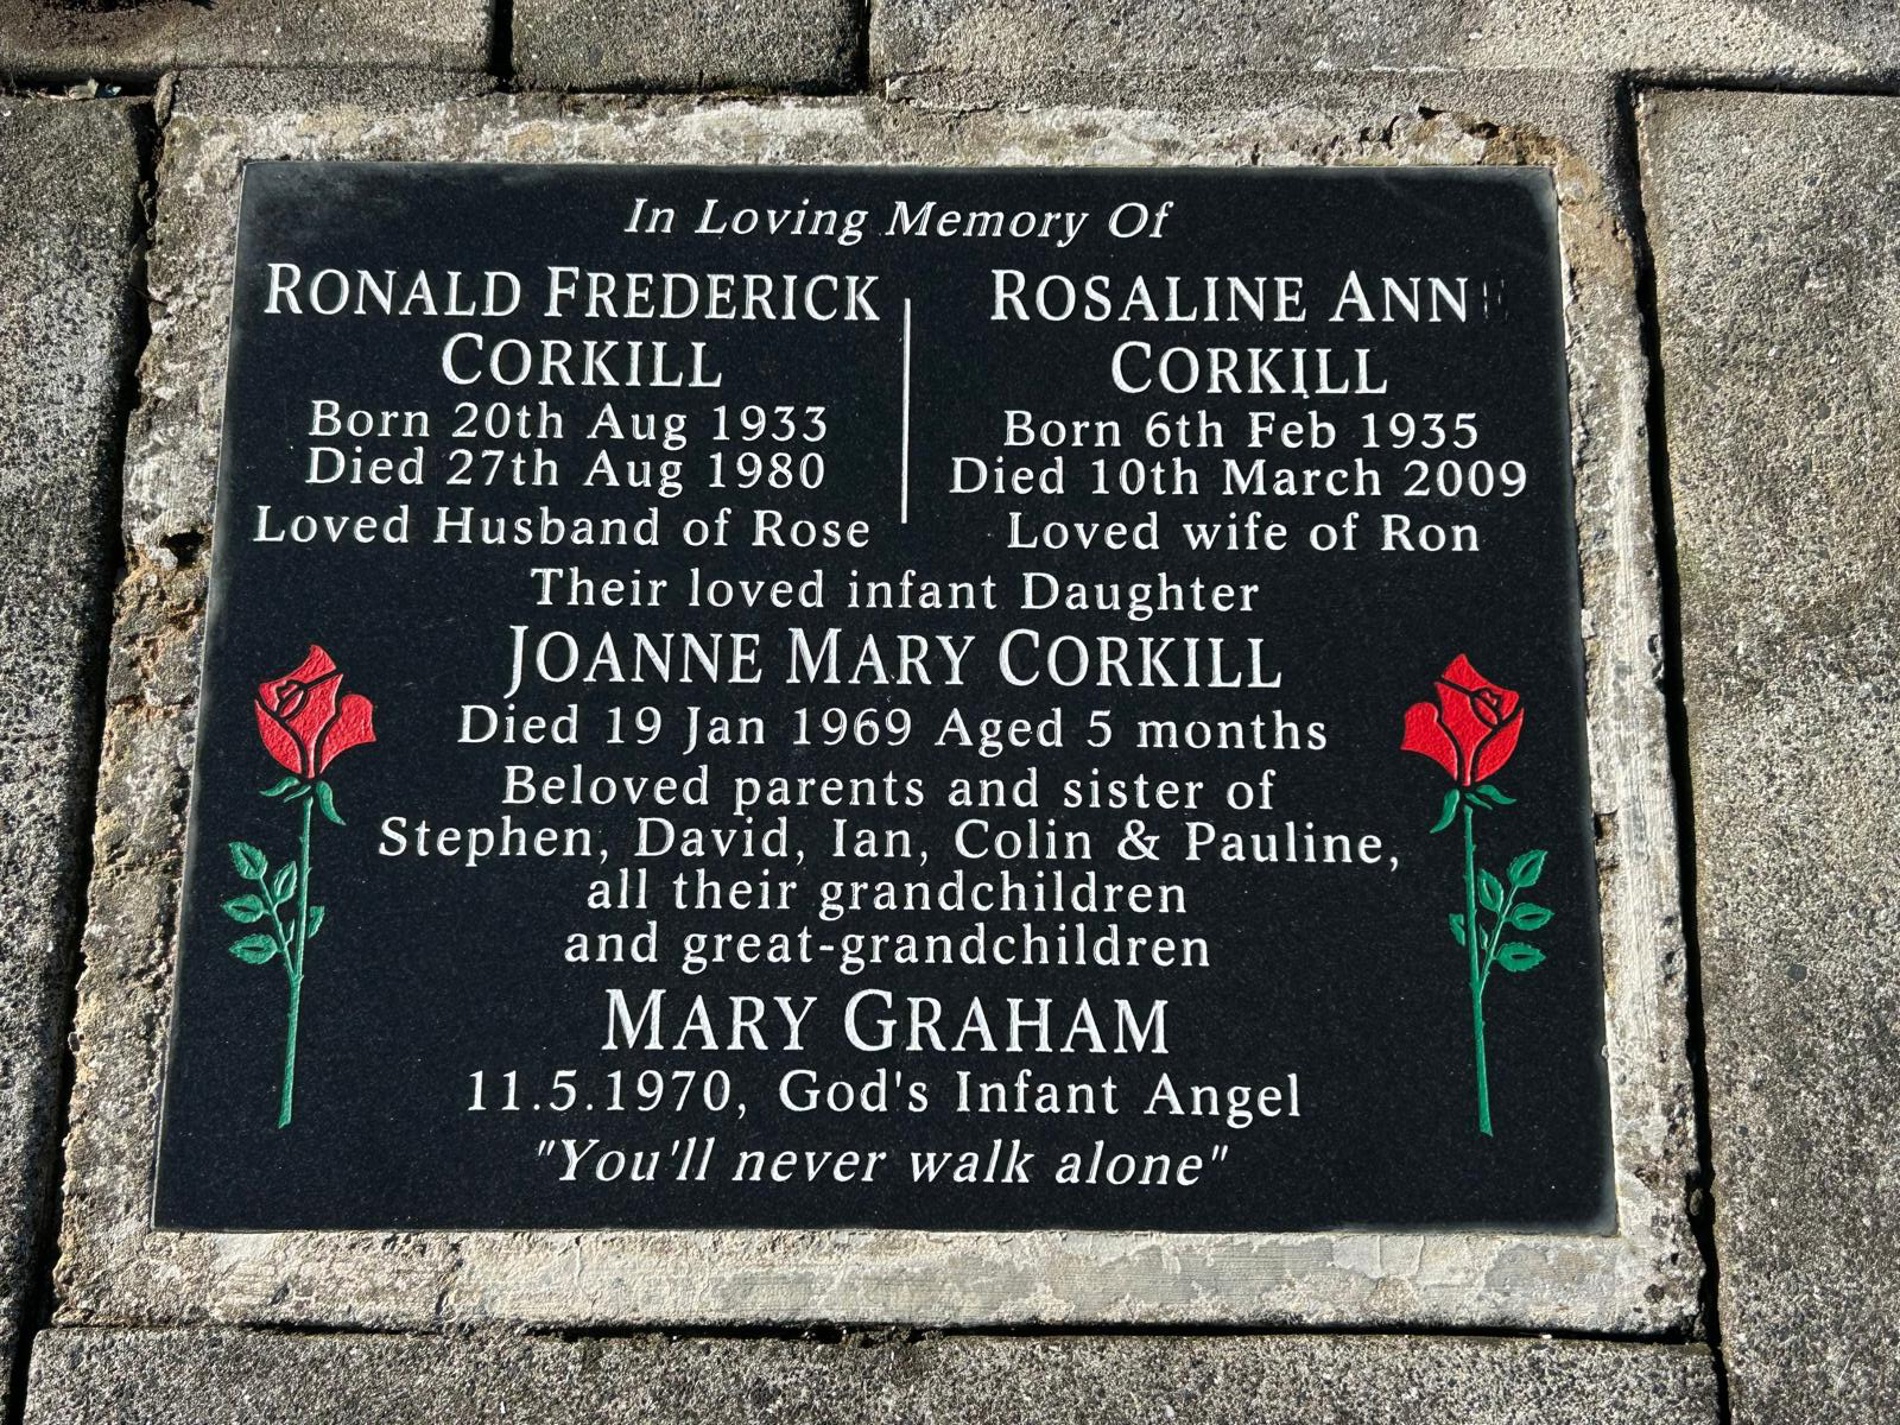 In Loving Memory Of
RONALD FREDERICK
CORKILL
Born 20th Aug 1933
Died 27th Aug 1980
Loved Husband of Rose
ROSALINE ANNE
CORKILL
Born 6th Feb 1935
Died 10th March 2009
Loved wife of Ron
Their loved infant Daughter
JOANNE MARY CORKILL
Died 19 Jan 1969 Aged 5 months
Beloved parents and sister of
Stephen, David, Ian, Colin & Pauline,
all their grandchildren
and great-grandchildren
MARY GRAHAM
11.5.1970, God's Infant Angel
"You'll never walk alone"